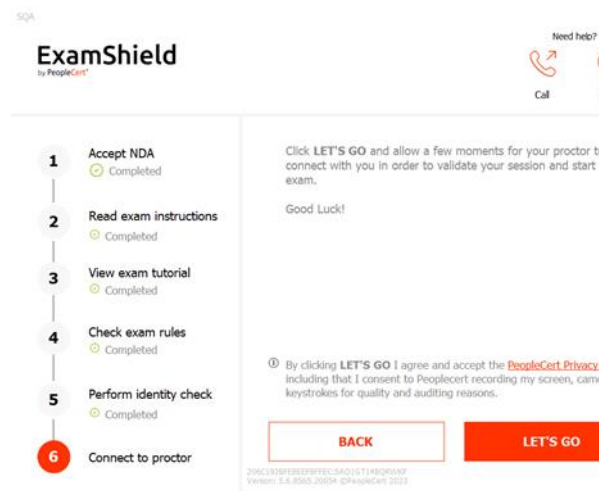 SQA
Need help?
ExamShield
by PeopleCert
Call
1
Accept NDA
Completed
2
Read exam instructions
Completed
3
View exam tutorial
Completed
4
Check exam rules
Completed
5
Perform identity check
Completed
6
Connect to proctor
Click LET'S GO and allow a few moments for your proctor t
connect with you in order to validate your session and start
exam.
Good Luck!
By clicking LET'S GO I agree and accept the PeopleCert Privacy
including that I consent to Peoplecert recording my screen, cam
keystrokes for quality and auditing reasons.
BACK
LET'S GO
©PeopleCert 2023